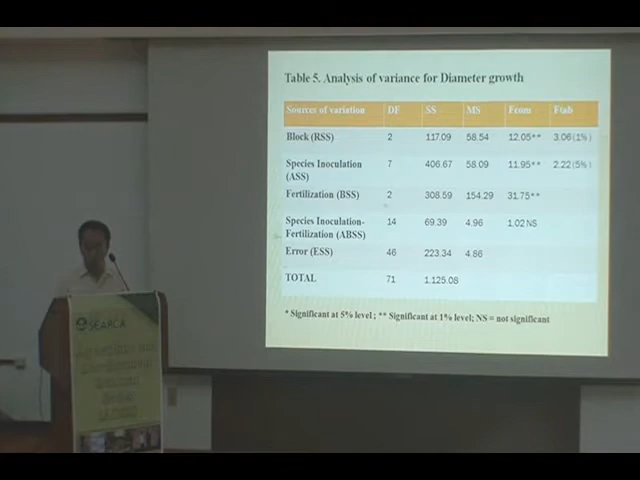 Table 5. Analysis of variance for Diameter growth
Sources of variation DF SS MS Fcom Ftab
Block (RSS) 2 117.09 58.54 12.05** 3.06(1%)
Species Inoculation 7 406.67 58.09 11.95** 2.22(5%)
(ASS)
Fertilization (BSS) 2 308.59 154.29 31.75**
Species Inoculation- 14 69.39 4.96 1.02 NS
Fertilization (ABSS)
Error (ESS) 46 223.34 4.86
TOTAL 71 1,125.08
* Significant at 5% level ; ** Significant at 1% level; NS = not significant
SEARCA